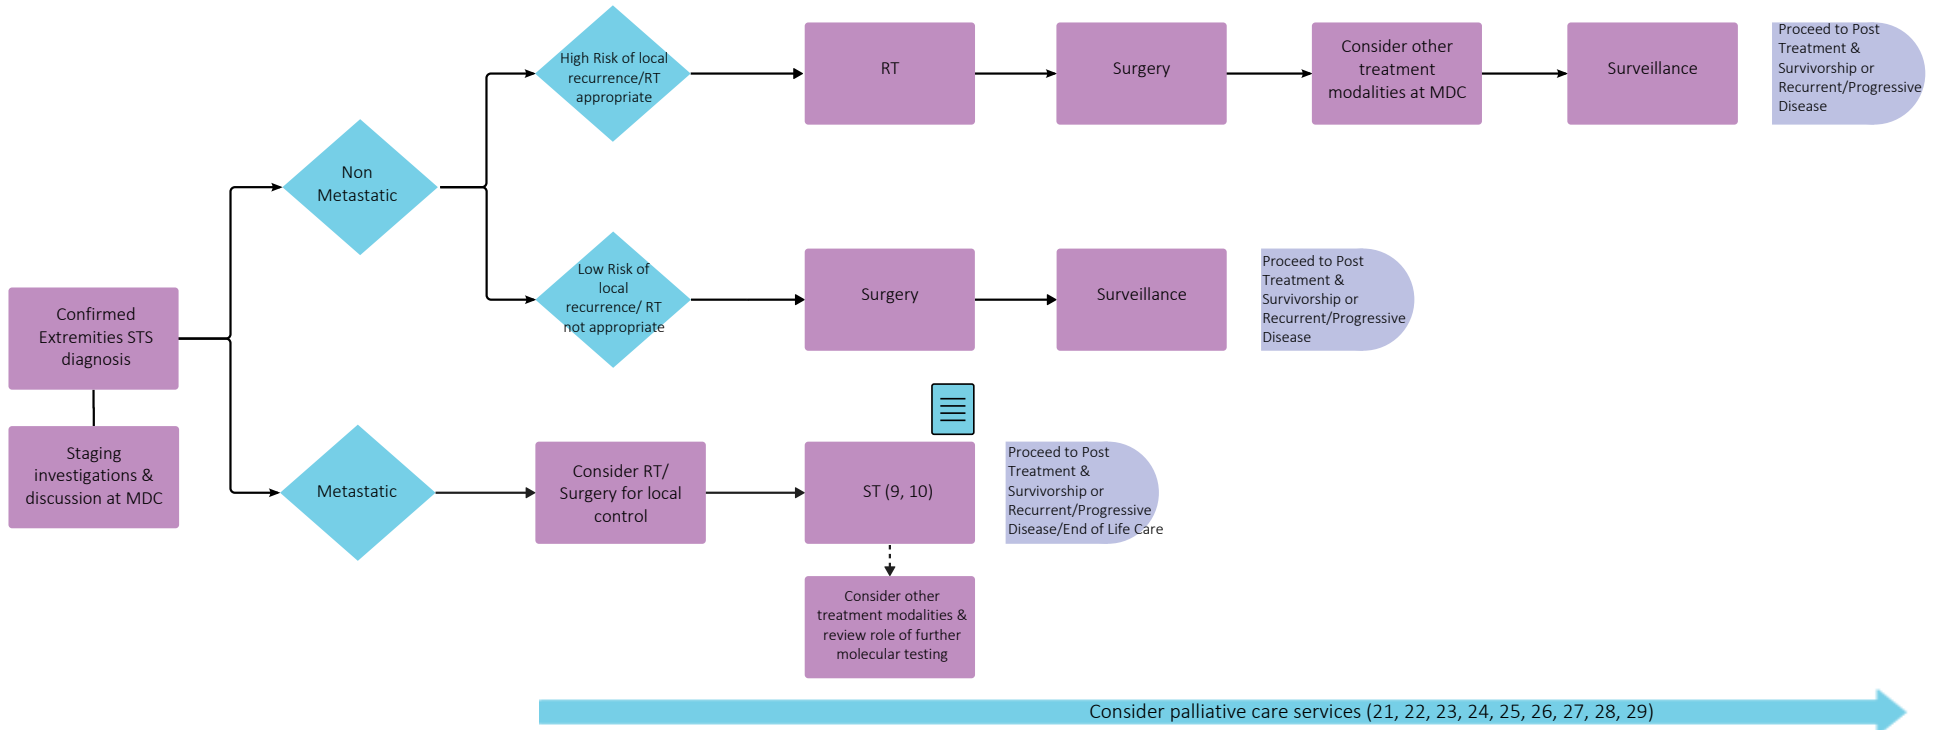 High Risk of local
recurrence/RT
appropriate
RT
Surgery
Consider other
treatment
modalities at MDC
Surveillance
Proceed to Post
Treatment &
Survivorship or
Recurrent/Progressive
Disease
Non
Metastatic
Low Risk of
local
recurrence/ RT
not appropriate
Surgery
Surveillance
Proceed to Post
Treatment &
Survivorship or
Recurrent/Progressive
Disease
Confirmed
Extremities STS
diagnosis
Staging
investigations &
discussion at MDC
Metastatic
Consider RT/
Surgery for local
control
ST (9, 10)
Proceed to Post
Treatment &
Survivorship or
Recurrent/Progressive
Disease/End of Life Care
Consider other
treatment modalities &
review role of further
molecular testing
Consider palliative care services (21, 22, 23, 24, 25, 26, 27, 28, 29)